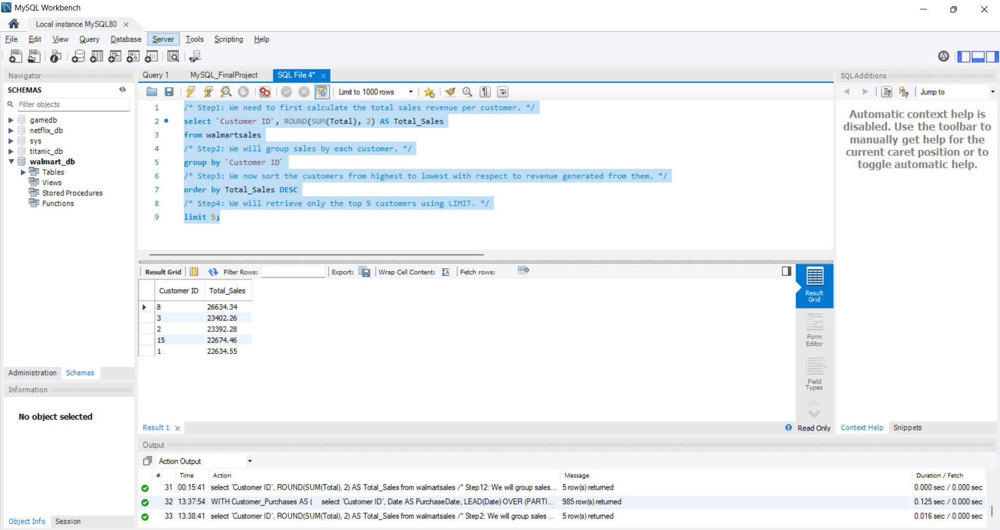 MySQL Workbench
Local instance MySQL80
File Edit View Query Database Server Tools Scripting Help
Navigator
SCHEMAS
Filter objects
gamedb
netflix_db
sys
titanic_db
walmart_db
Tables
Views
Stored Procedures
Functions
Administration Schemas
Information
No object selected
Object Info Session
Query 1 MySQL_FinalProject SQL File 4*
Limit to 1000 rows
1 /* Step1: We need to first calculate the total sales revenue per customer. */
2 select `Customer ID`, ROUND(SUM(Total), 2) AS Total_Sales
3 from walmartsales
4 /* Step2: We will group sales by each customer. */
5 group by `Customer ID`
6 /* Step3: We now sort the customers from highest to lowest with respect to revenue generated from them. */
7 order by Total_Sales DESC
8 /* Step4: We will retrieve only the top 5 customers using LIMIT. */
9 limit 5;
Result Grid Filter Rows: Export: Wrap Cell Content: Fetch rows:
Customer ID Total_Sales
8 26634.34
3 23402.26
2 23392.28
15 22674.46
1 22634.55
Result Grid
Form Editor
Field Types
Result 1
Read Only
SQLAdditions
Jump to
Automatic context help is
disabled. Use the toolbar to
manually get help for the
current caret position or to
toggle automatic help.
Context Help Snippets
Output
Action Output
# Time Action Message Duration / Fetch
31 00:15:41 select `Customer ID`, ROUND(SUM(Total), 2) AS Total_Sales from walmartsales /* Step12: We will group sales... 5 row(s) returned 0.000 sec / 0.000 sec
32 13:37:54 WITH Customer_Purchases AS ( select `Customer ID`, Date AS PurchaseDate, LEAD(Date) OVER (PARTI... 985 row(s) returned 0.125 sec / 0.000 sec
33 13:38:41 select `Customer ID`, ROUND(SUM(Total), 2) AS Total_Sales from walmartsales /* Step2: We will group sales ... 5 row(s) returned 0.016 sec / 0.000 sec